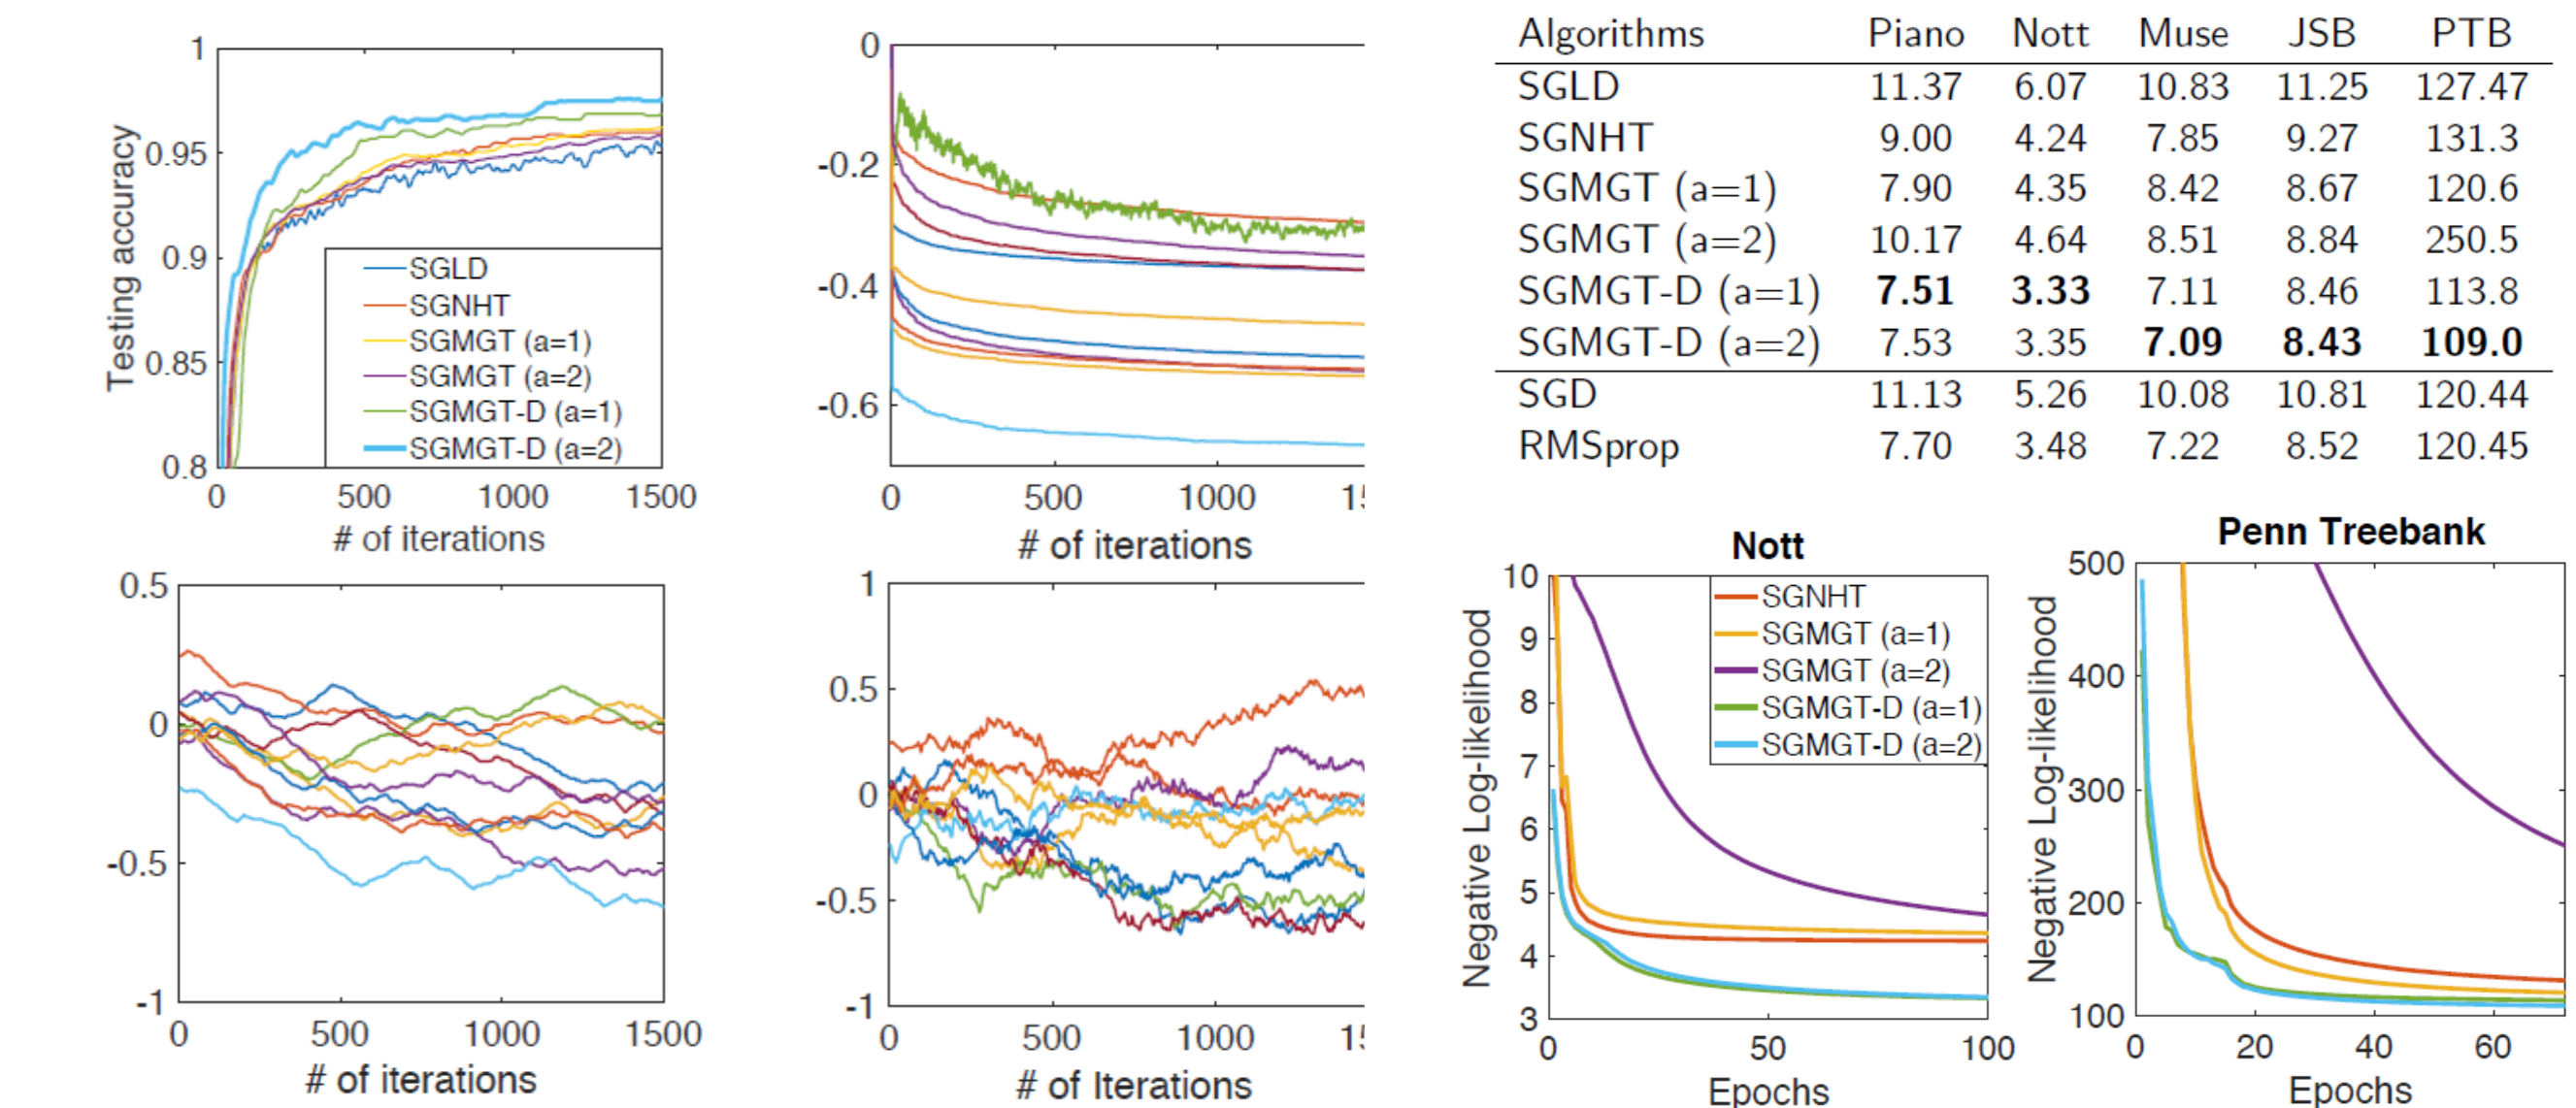 1
0.95
0.9
0.85
0.8
Testing accuracy
SGLD
SGNHT
SGMGT (a=1)
SGMGT (a=2)
SGMGT-D (a=1)
SGMGT-D (a=2)
0 500 1000 1500
# of iterations
0
-0.2
-0.4
-0.6
0 500 1000
# of iterations
Algorithms Piano Nott Muse JSB PTB
SGLD 11.37 6.07 10.83 11.25 127.47
SGNHT 9.00 4.24 7.85 9.27 131.3
SGMGT (a=1) 7.90 4.35 8.42 8.67 120.6
SGMGT (a=2) 10.17 4.64 8.51 8.84 250.5
SGMGT-D (a=1) 7.51 3.33 7.11 8.46 113.8
SGMGT-D (a=2) 7.53 3.35 7.09 8.43 109.0
SGD 11.13 5.26 10.08 10.81 120.44
RMSprop 7.70 3.48 7.22 8.52 120.45
0.5
0
-0.5
-1
0 500 1000 1500
# of iterations
1
0.5
0
-0.5
-1
0 500 1000
# of Iterations
Nott
10
9
8
7
6
5
4
3
Negative Log-likelihood
SGNHT
SGMGT (a=1)
SGMGT (a=2)
SGMGT-D (a=1)
SGMGT-D (a=2)
0 50 100
Epochs
Penn Treebank
500
400
300
200
100
Negative Log-likelihood
0 20 40 60
Epochs